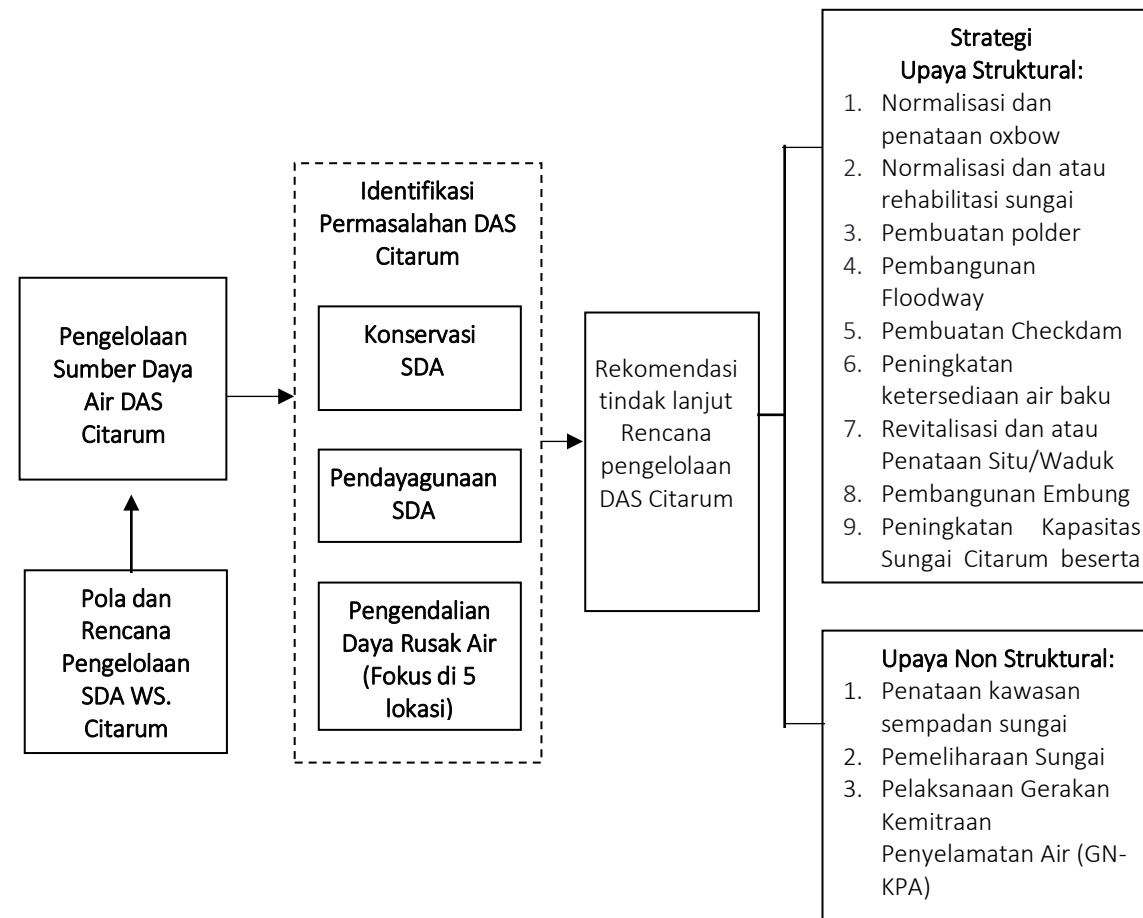 Pola dan
Rencana
Pengelolaan
SDA WS.
Citarum
Pengelolaan
Sumber Daya
Air DAS
Citarum
Identifikasi
Permasalahan DAS
Citarum
Konservasi
SDA
Pendayagunaan
SDA
Pengendalian
Daya Rusak Air
(Fokus di 5
lokasi)
Rekomendasi
tindak lanjut
Rencana
pengelolaan
DAS Citarum
Strategi
Upaya Struktural:
1. Normalisasi dan
penataan oxbow
2. Normalisasi dan atau
rehabilitasi sungai
3. Pembuatan polder
4. Pembangunan
Floodway
5. Pembuatan Checkdam
6. Peningkatan
ketersediaan air baku
7. Revitalisasi dan atau
Penataan Situ/Waduk
8. Pembangunan Embung
9. Peningkatan Kapasitas
Sungai Citarum beserta
Upaya Non Struktural:
1. Penataan kawasan
sempadan sungai
2. Pemeliharaan Sungai
3. Pelaksanaan Gerakan
Kemitraan
Penyelamatan Air (GN-
KPA)